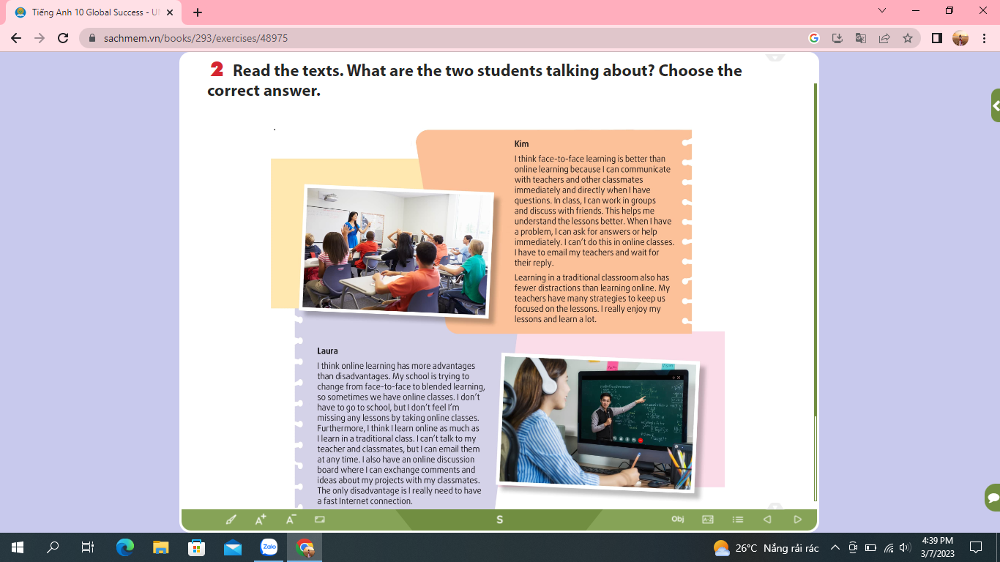 Tiếng Anh 10 Global Success - Ul
sachmem.vn/books/293/exercises/48975
2 Read the texts. What are the two students talking about? Choose the
correct answer.
Kim
I think face-to-face learning is better than
online learning because I can communicate
with teachers and other classmates
immediately and directly when I have
questions. In class, I can work in groups
and discuss with friends. This helps me
understand the lessons better. When I have
a problem, I can ask for answers or help
immediately. I can't do this in online classes.
I have to email my teachers and wait for
their reply.
Learning in a traditional classroom also has
fewer distractions than learning online. My
teachers have many strategies to keep us
focused on the lessons. I really enjoy my
lessons and learn a lot.
Laura
I think online learning has more advantages
than disadvantages. My school is trying to
change from face-to-face to blended learning,
so sometimes we have online classes. I don't
have to go to school, but I don't feel I'm
missing any lessons by taking online classes.
Furthermore, I think I learn online as much as
I learn in a traditional class. I can't talk to my
teacher and classmates, but I can email them
at any time. I also have an online discussion
board where I can exchange comments and
ideas about my projects with my classmates.
The only disadvantage is I really need to have
a fast Internet connection.
A+ A- S Obj A-Z
Zalo
26°C Nắng rải rác
4:39 PM
3/7/2023